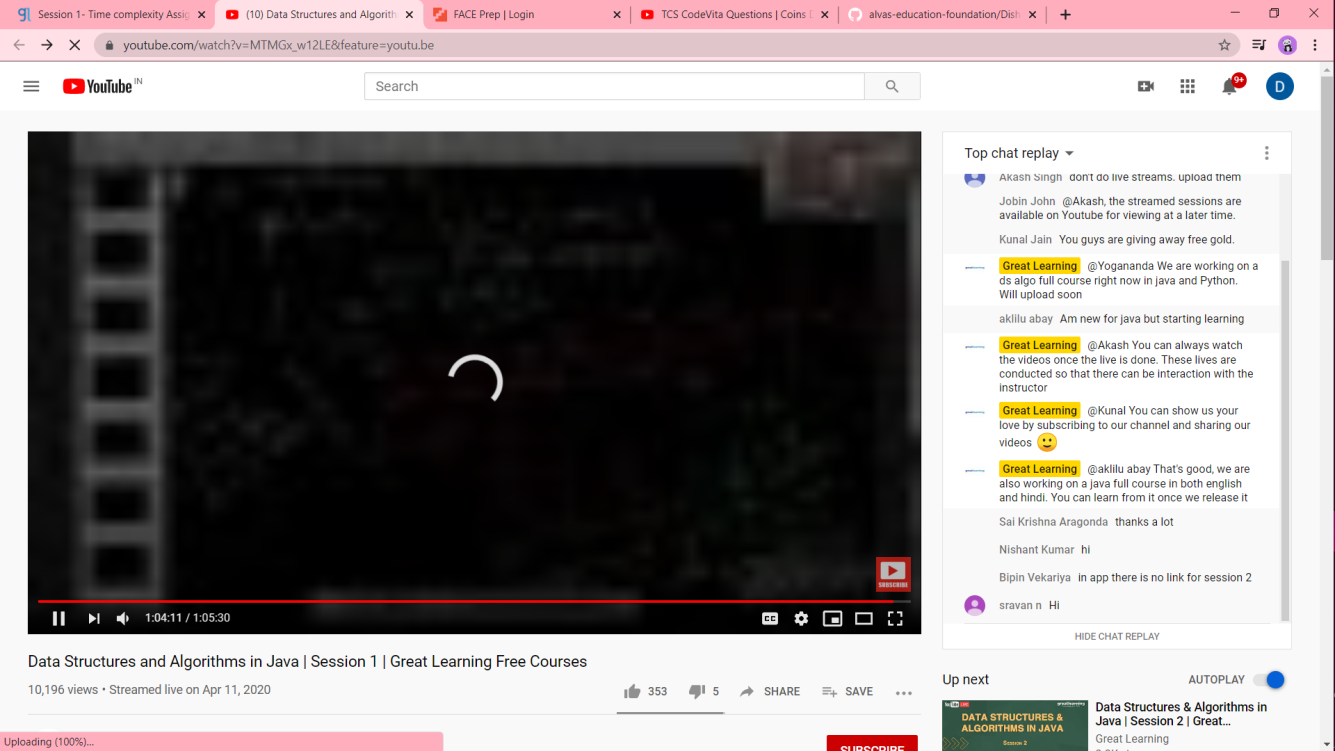 Session 1- Time complexity Assig
(10) Data Structures and Algorith
FACE Prep | Login
TCS CodeVita Questions | Coins D
alvas-education-foundation/Dish
youtube.com/watch?v=MTMGx_w12LE&feature=youtu.be
YouTube IN
Search
9+
D
Top chat replay
Akash Singh don't do live streams. upload them
Jobin John @Akash, the streamed sessions are
available on Youtube for viewing at a later time.
Kunal Jain You guys are giving away free gold.
Great Learning @Yogananda We are working on a
ds algo full course right now in java and Python.
Will upload soon
aklilu abay Am new for java but starting learning
Great Learning @Akash You can always watch
the videos once the live is done. These lives are
conducted so that there can be interaction with the
instructor
Great Learning @Kunal You can show us your
love by subscribing to our channel and sharing our
videos
Great Learning @aklilu abay That's good, we are
also working on a java full course in both english
and hindi. You can learn from it once we release it
Sai Krishna Aragonda thanks a lot
Nishant Kumar hi
Bipin Vekariya in app there is no link for session 2
sravan n Hi
HIDE CHAT REPLAY
SUBSCRIBE
1:04:11 / 1:05:30
CC
Data Structures and Algorithms in Java | Session 1 | Great Learning Free Courses
10,196 views • Streamed live on Apr 11, 2020
353
5
SHARE
SAVE
Up next
AUTOPLAY
DATA STRUCTURES &
ALGORITHMS IN JAVA
SESSION 2
Data Structures & Algorithms in
Java | Session 2 | Great...
Great Learning
SUBSCRIBE
Uploading (100%)...